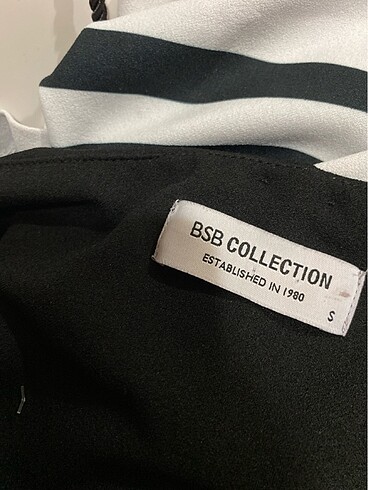 BSB COLLECTION
ESTABLISHED IN 1980
S